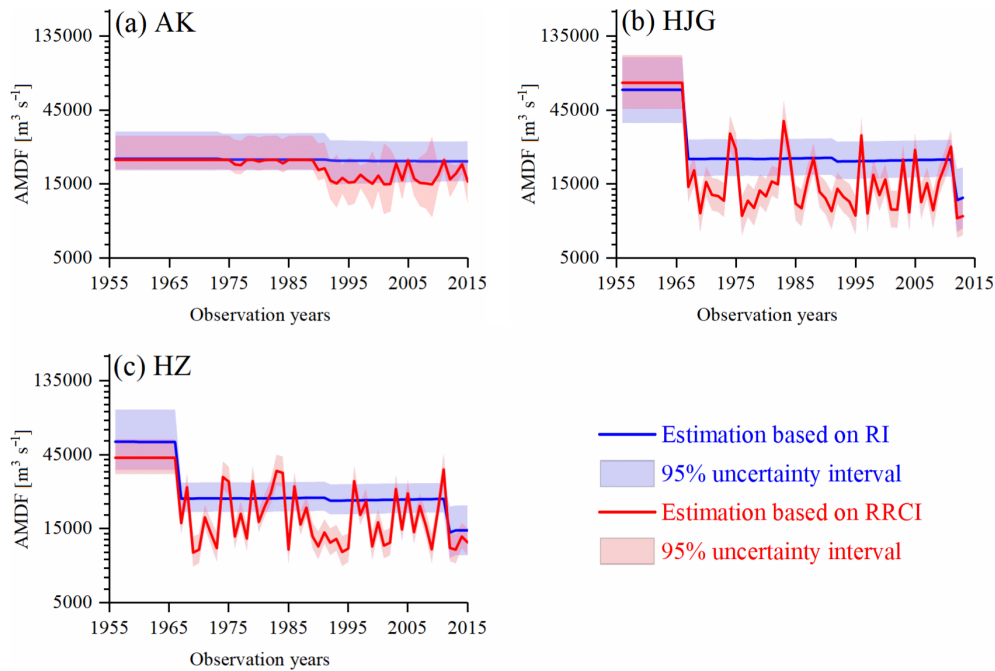 (a) AK
135000
45000
15000
5000
AMDF [m³ s⁻¹]
1955 1965 1975 1985 1995 2005 2015
Observation years
(b) HJG
135000
45000
15000
5000
AMDF [m³ s⁻¹]
1955 1965 1975 1985 1995 2005 2015
Observation years
(c) HZ
135000
45000
15000
5000
AMDF [m³ s⁻¹]
1955 1965 1975 1985 1995 2005 2015
Observation years
Estimation based on RI
95% uncertainty interval
Estimation based on RRCI
95% uncertainty interval